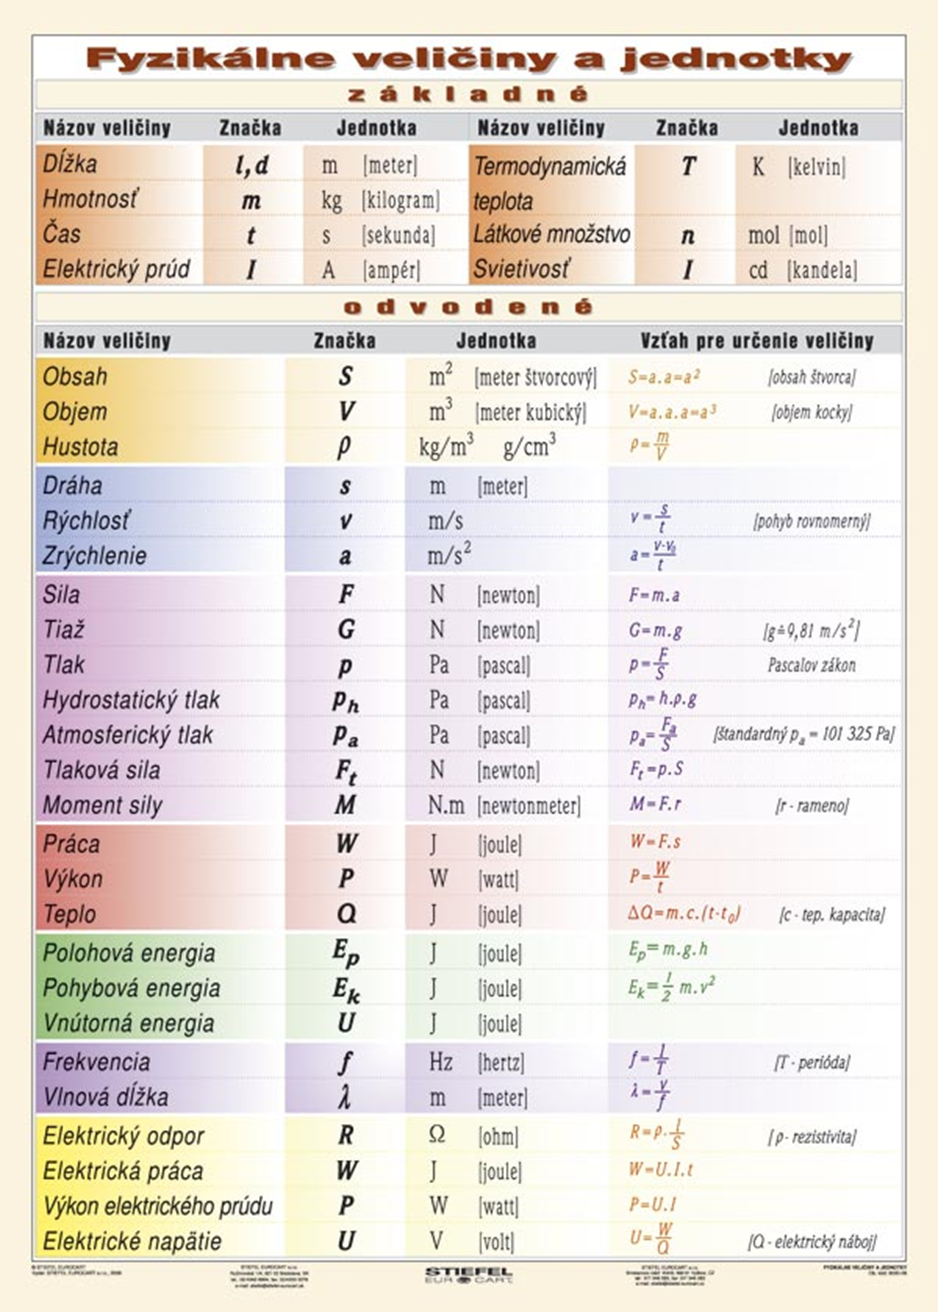 Fyzikálne veličiny a jednotky
základné
Názov veličiny Značka Jednotka Názov veličiny Značka Jednotka
Dĺžka l,d m [meter] Termodynamická teplota T K [kelvin]
Hmotnosť m kg [kilogram]
Čas t s [sekunda] Látkové množstvo n mol [mol]
Elektrický prúd I A [ampér] Svietivosť I cd [kandela]
odvodené
Názov veličiny Značka Jednotka Vzťah pre určenie veličiny
Obsah S m² [meter štvorcový] S=a.a=a² [obsah štvorca]
Objem V m³ [meter kubický] V=a.a.a=a³ [objem kocky]
Hustota ρ kg/m³ g/cm³ ρ=m/V
Dráha s m [meter]
Rýchlosť v m/s v=s/t [pohyb rovnomerný]
Zrýchlenie a m/s² a=v-v₀/t
Sila F N [newton] F=m.a
Tiaž G N [newton] G=m.g [g≐9,81 m/s²]
Tlak p Pa [pascal] p=F/S Pascalov zákon
Hydrostatický tlak pₕ Pa [pascal] pₕ=h.ρ.g
Atmosferický tlak pₐ Pa [pascal] pₐ=Fₐ/S [štandardný pₐ = 101 325 Pa]
Tlaková sila Fₜ N [newton] Fₜ=p.S
Moment sily M N.m [newtonmeter] M=F.r [r - rameno]
Práca W J [joule] W=F.s
Výkon P W [watt] P=W/t
Teplo Q J [joule] ΔQ=m.c.(t-t₀) [c - tep. kapacita]
Polohová energia Eₚ J [joule] Eₚ=m.g.h
Pohybová energia Eₖ J [joule] Eₖ=1/2 m.v²
Vnútorná energia U J [joule]
Frekvencia f Hz [hertz] f=1/T [T - perióda]
Vlnová dĺžka λ m [meter] λ=v/f
Elektrický odpor R Ω [ohm] R=ρ.l/S [ρ - rezistivita]
Elektrická práca W J [joule] W=U.I.t
Výkon elektrického prúdu P W [watt] P=U.I
Elektrické napätie U V [volt] U=W/Q [Q - elektrický náboj]
© STIEFEL EUROCART
STIEFEL EUROCART s.r.o.
STIEFEL
EUROCART
FYZIKÁLNE VELIČINY A JEDNOTKY